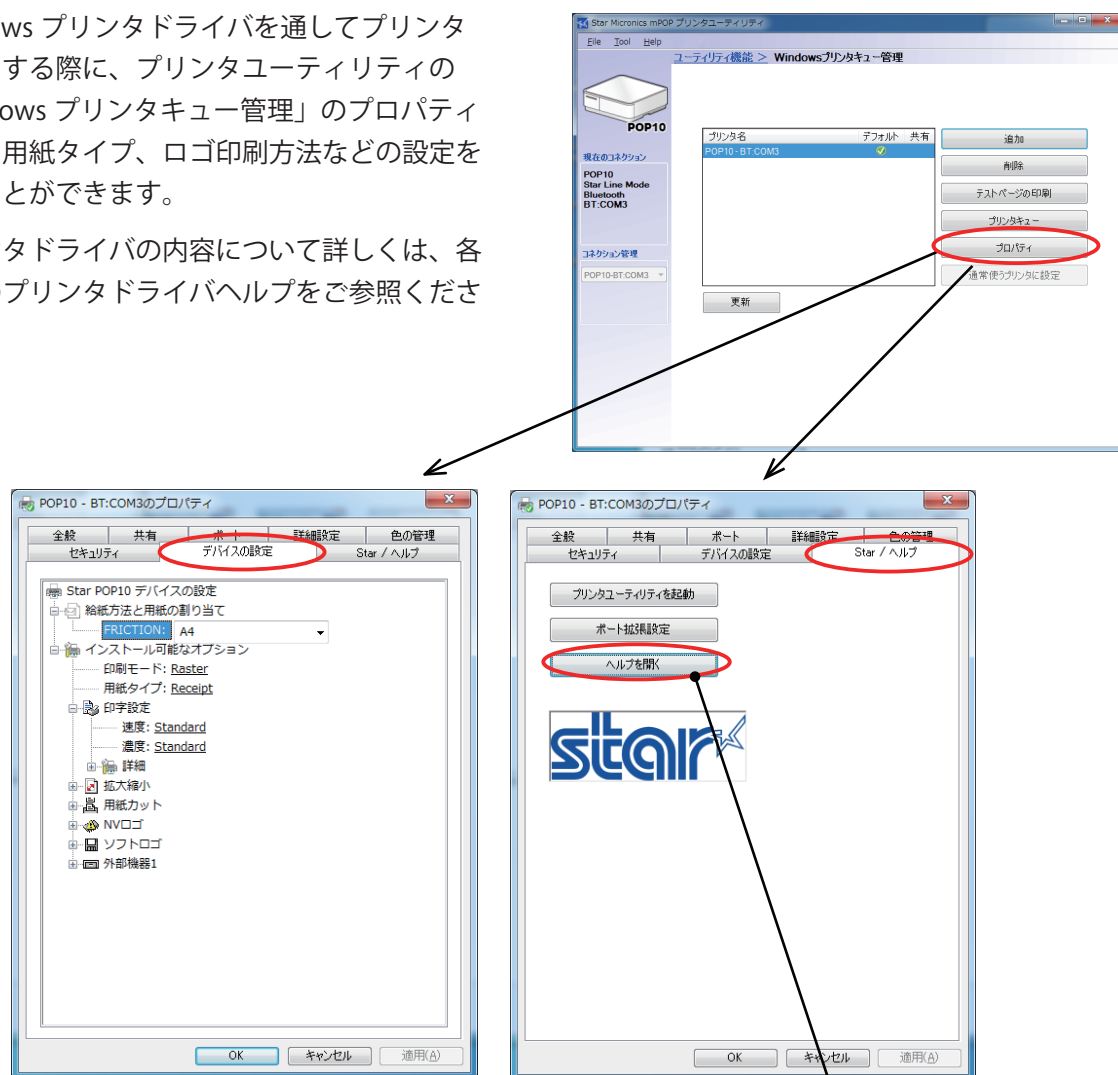 ws プリンタドライバを通してプリンタ
する際に、プリンタユーティリティの
ows プリンタキュー管理」のプロパティ
用紙タイプ、ロゴ印刷方法などの設定を
とができます。
タドライバの内容について詳しくは、各
プリンタドライバヘルプをご参照くださ
Star Micronics mPOP プリンタユーティリティ
File Tool Help
ユーティリティ機能 > Windowsプリンタキュー管理
POP10
現在のコネクション
POP10
Star Line Mode
Bluetooth
BT:COM3
コネクション管理
POP10-BT:COM3
プリンタ名 デフォルト 共有
POP10 - BT:COM3
追加
削除
テストページの印刷
プリンタキュー
プロパティ
通常使うプリンタに設定
更新
POP10 - BT:COM3のプロパティ
全般 共有 ポート 詳細設定 色の管理
セキュリティ デバイスの設定 Star / ヘルプ
Star POP10 デバイスの設定
給紙方法と用紙の割り当て
FRICTION: A4
インストール可能なオプション
印刷モード: Raster
用紙タイプ: Receipt
印字設定
速度: Standard
濃度: Standard
詳細
拡大縮小
用紙カット
NVロゴ
ソフトロゴ
外部機器1
OK キャンセル 適用(A)
POP10 - BT:COM3のプロパティ
全般 共有 ポート 詳細設定 色の管理
セキュリティ デバイスの設定 Star / ヘルプ
プリンタユーティリティを起動
ポート拡張設定
ヘルプを開く
star
OK キャンセル 適用(A)